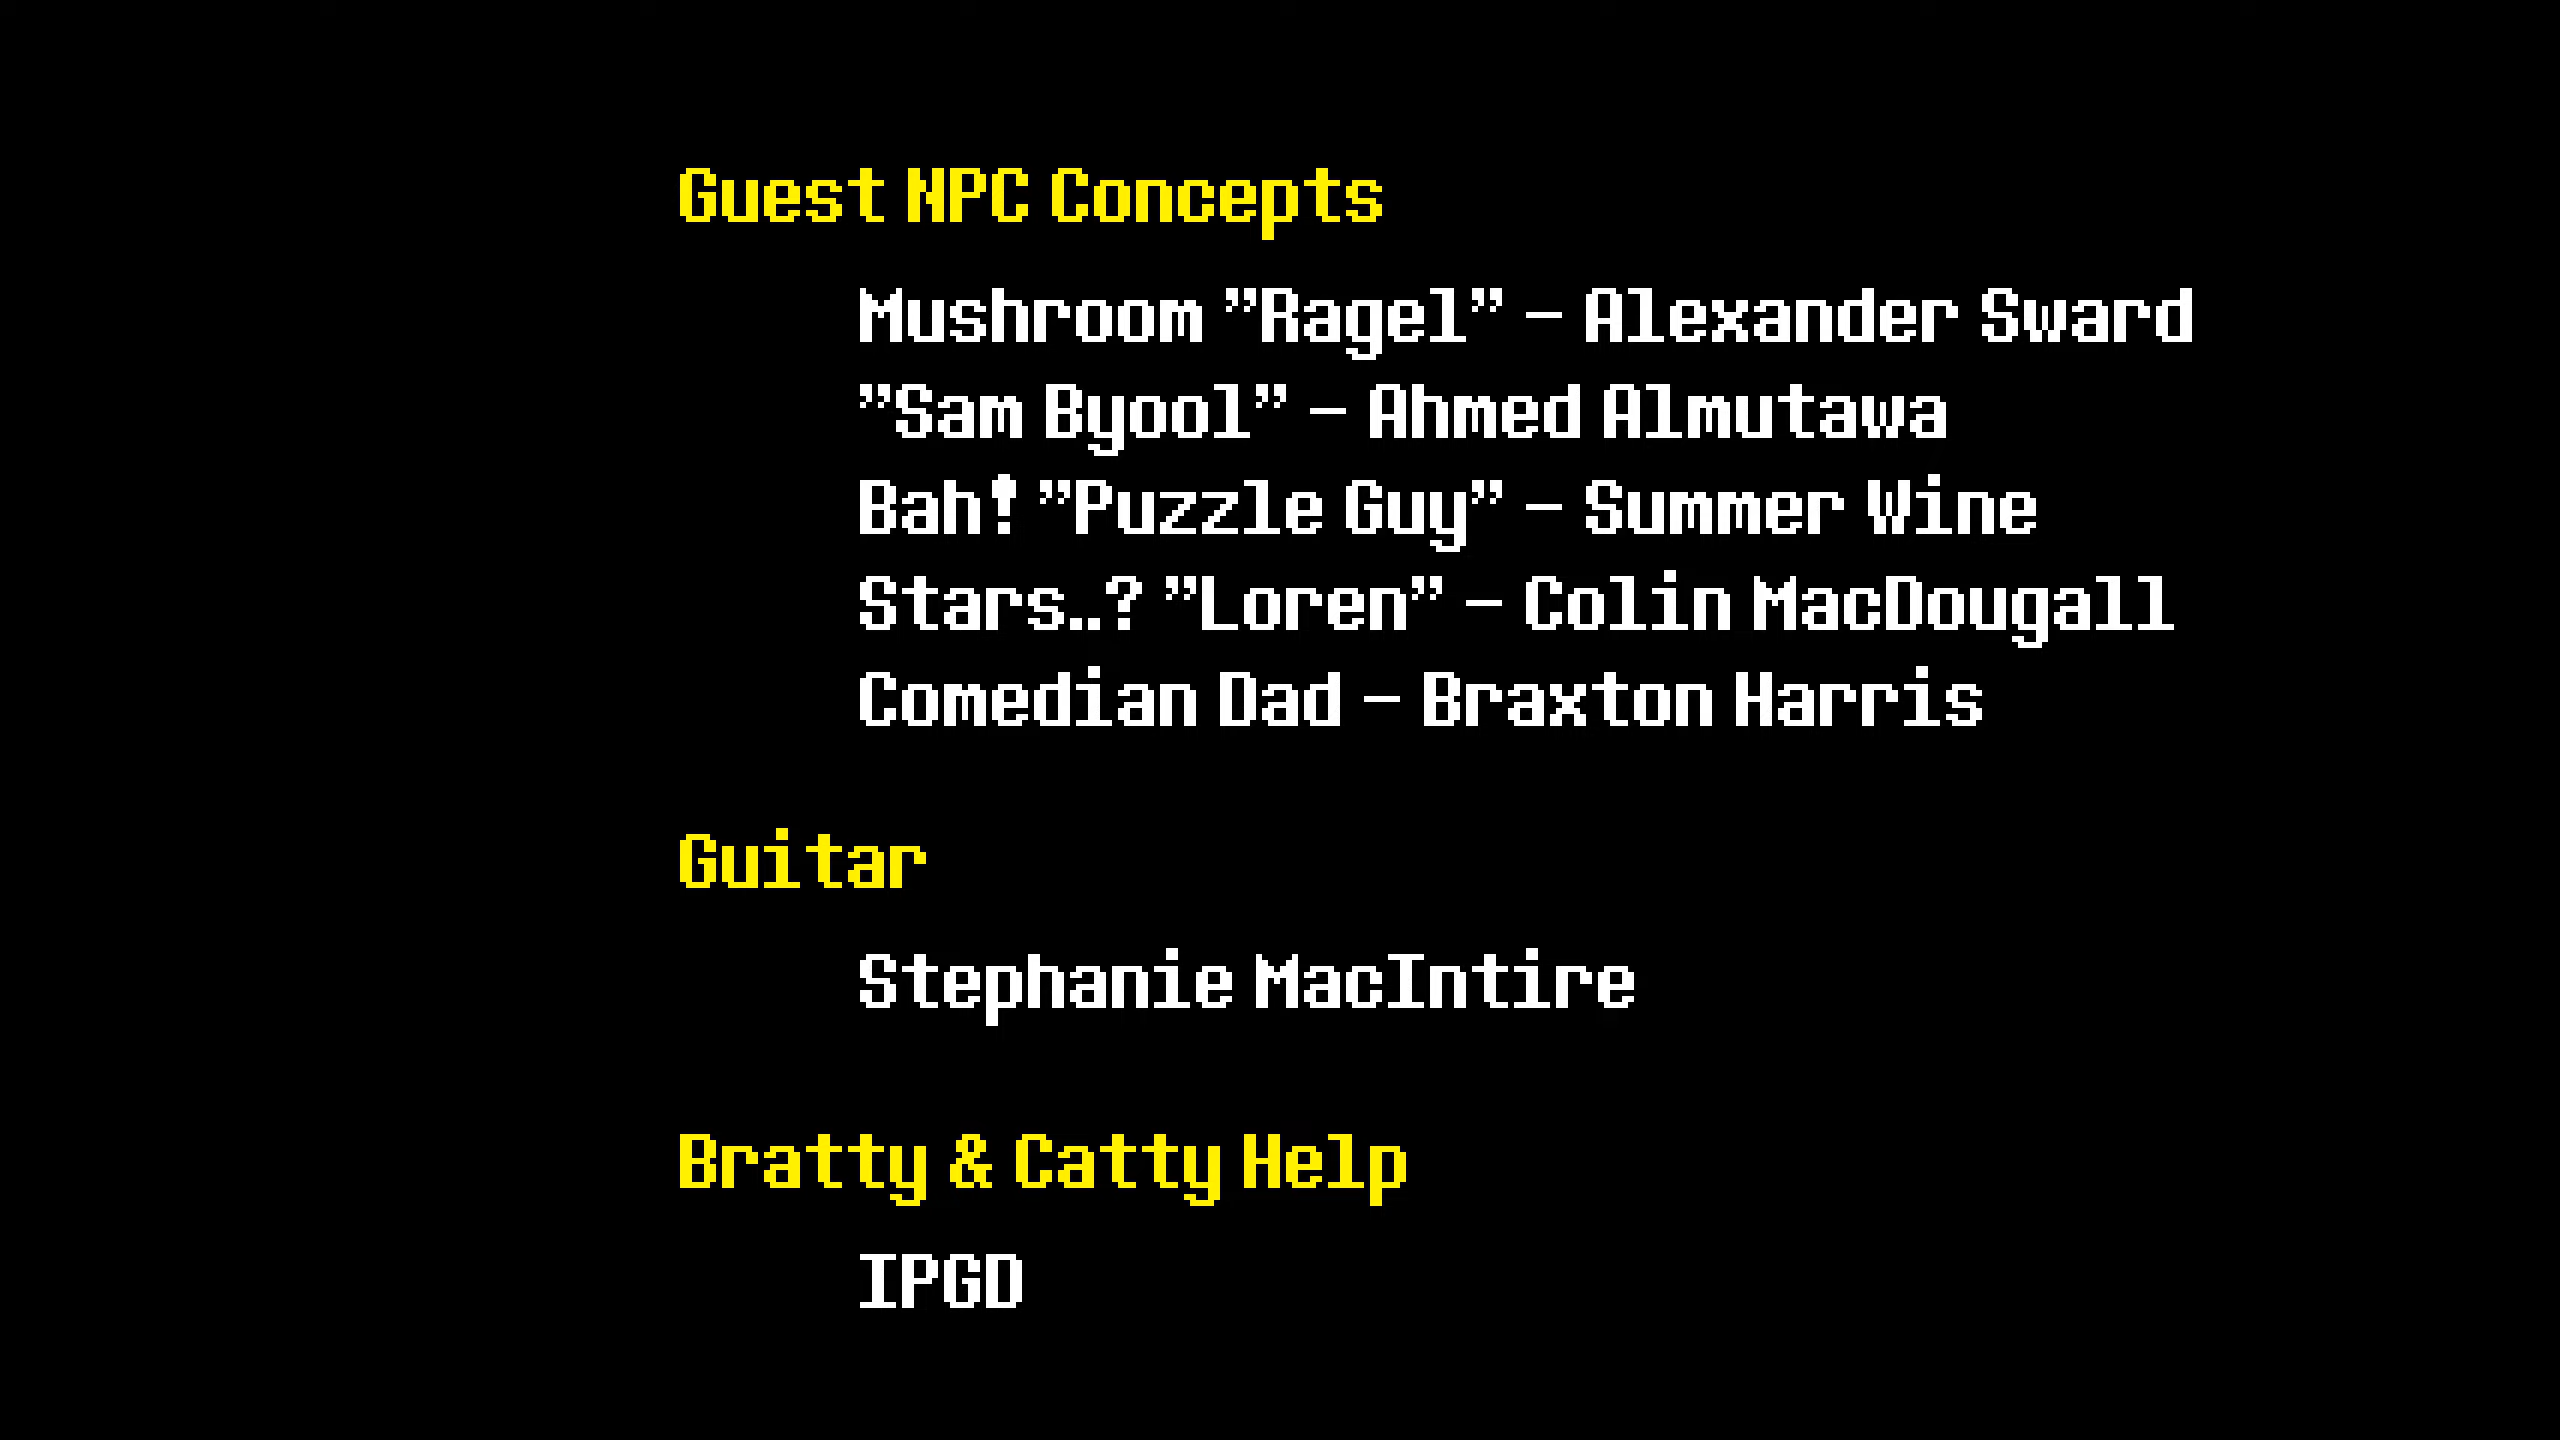 Guest NPC Concepts
Mushroom "Ragel" - Alexander Sward
"Sam Byool" - Ahmed Almutawa
Bah! "Puzzle Guy" - Summer Wine
Stars..? "Loren" - Colin MacDougall
Comedian Dad - Braxton Harris
Guitar
Stephanie MacIntire
Bratty & Catty Help
IPGD